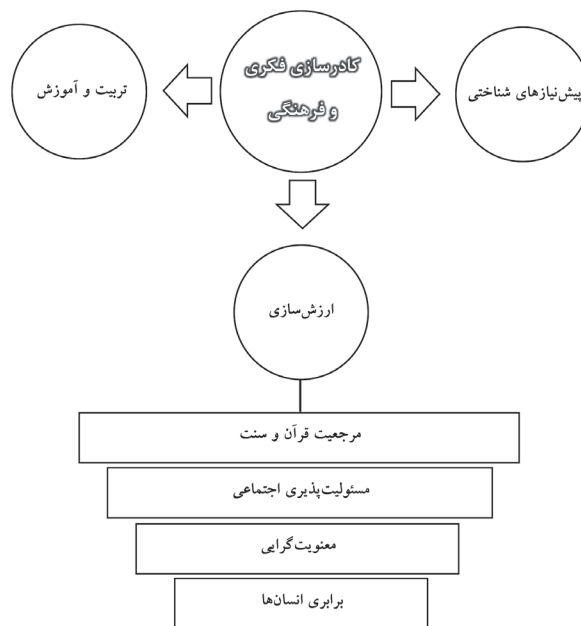 کادرسازی فکری
و فرهنگی
پیش‌نیازهای شناختی
تربیت و آموزش
ارزش‌سازی
مرجعیت قرآن و سنت
مسئولیت‌پذیری اجتماعی
معنویت‌گرایی
برابری انسان‌ها